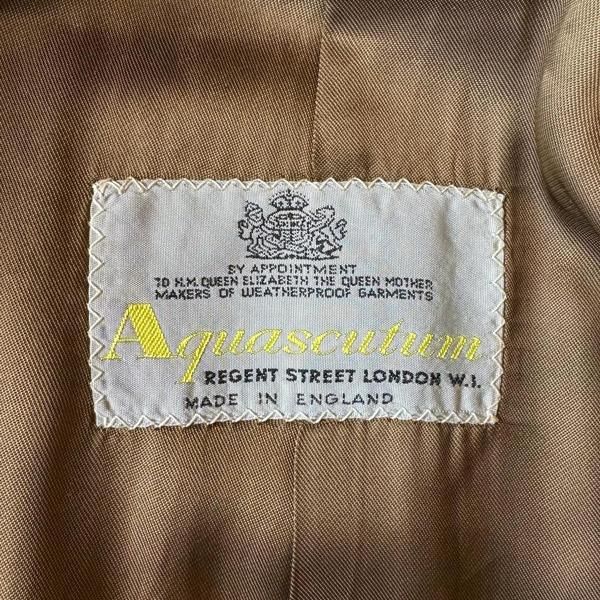 BY APPOINTMENT
TO H.M. QUEEN ELIZABETH THE QUEEN MOTHER
MAKERS OF WEATHERPROOF GARMENTS
Aquascutum
REGENT STREET LONDON W.1.
MADE IN ENGLAND